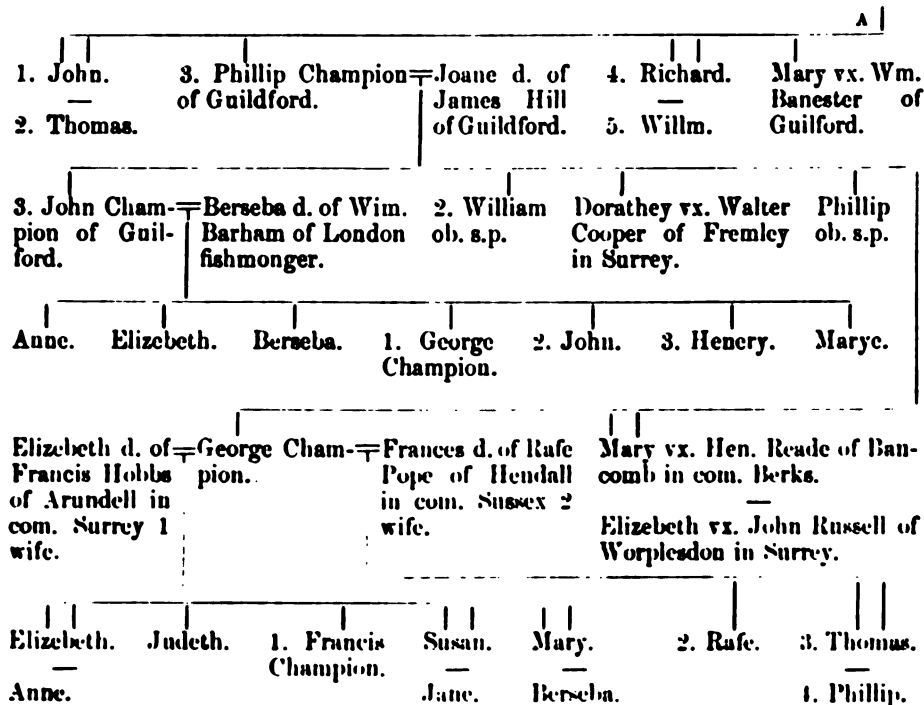 A
1. John.
—
2. Thomas.
3. Phillip Champion
of Guildford.
Joane d. of
James Hill
of Guildford.
4. Richard.
—
5. Willm.
Mary vx. Wm.
Banester of
Guilford.
3. John Cham-
pion of Guil-
ford.
Berseba d. of Wim.
Barham of London
fishmonger.
2. William
ob. s.p.
Dorathey vx. Walter
Cooper of Fremley
in Surrey.
Phillip
ob. s.p.
Anne.
Elizebeth.
Berseba.
1. George
Champion.
2. John.
3. Henery.
Marye.
Elizebeth d. of
Francis Hobbs
of Arundell in
com. Surrey 1
wife.
George Cham-
pion.
Frances d. of Rafe
Pope of Hendall
in com. Sussex 2
wife.
Mary vx. Hen. Reade of Ban-
comb in com. Berks.
—
Elizebeth vx. John Russell of
Worplesdon in Surrey.
Elizebeth.
—
Anne.
Judeth.
1. Francis
Champion.
Susan.
—
Jane.
Mary.
—
Berseba.
2. Rafe.
3. Thomas.
—
4. Phillip.